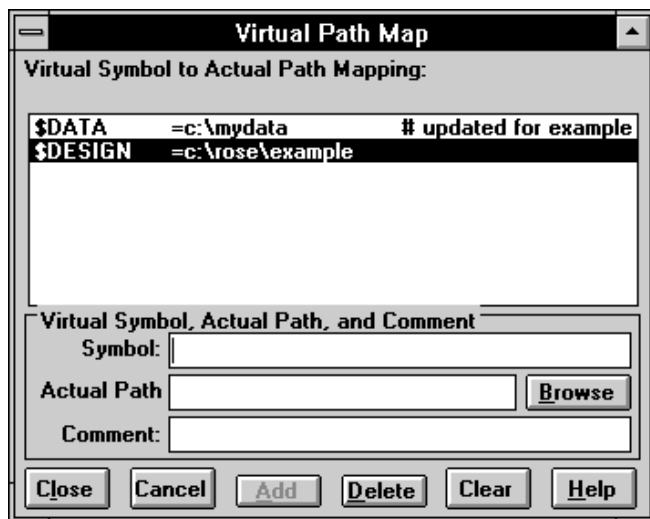 Virtual Path Map
Virtual Symbol to Actual Path Mapping:
$DATA =c:\mydata # updated for example
$DESIGN =c:\rose\example
Virtual Symbol, Actual Path, and Comment
Symbol:
Actual Path
Browse
Comment:
Close Cancel Add Delete Clear Help